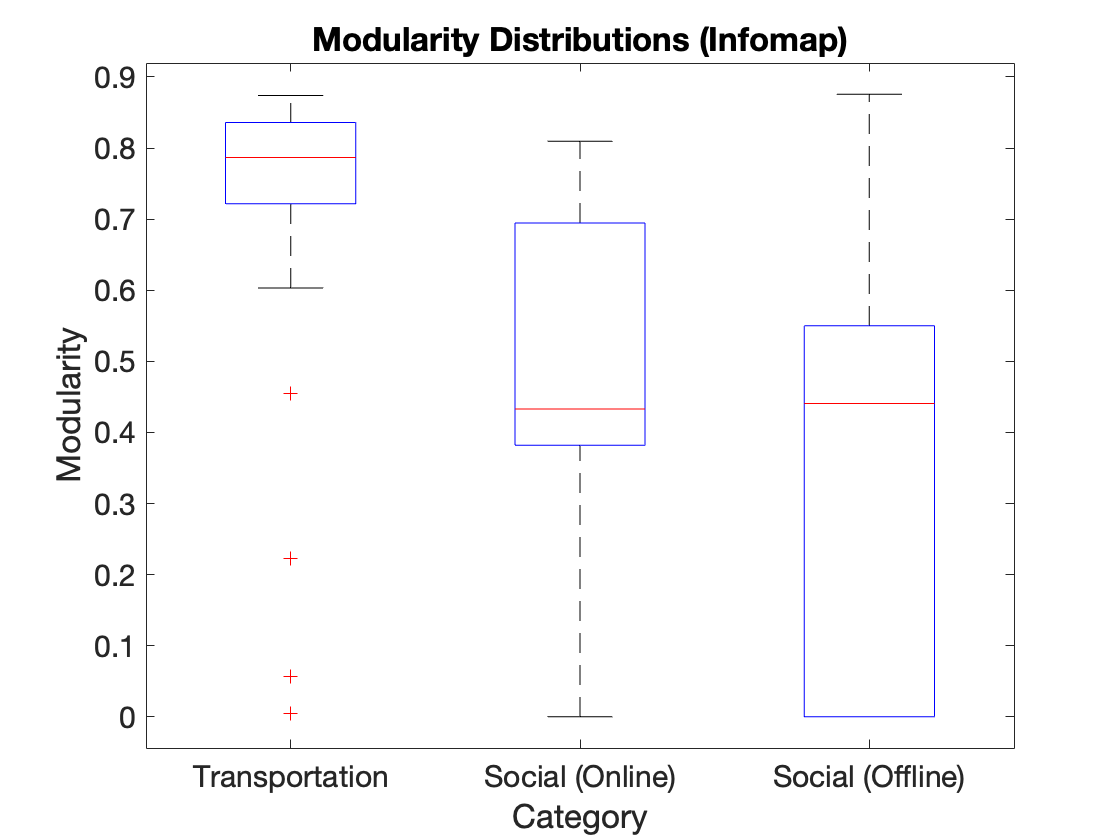 Modularity Distributions (Infomap)
0.9
0.8
0.7
0.6
0.5
0.4
0.3
0.2
0.1
0
Modularity
Transportation Social (Online) Social (Offline)
Category